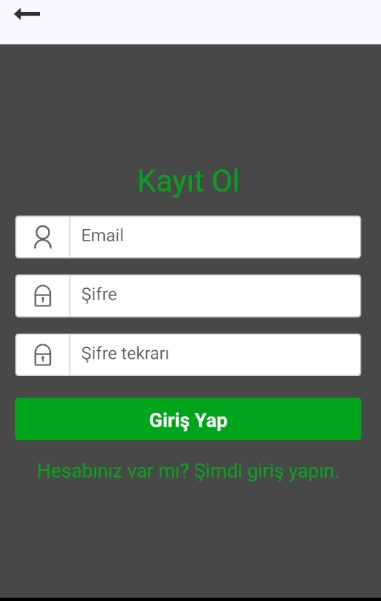 Kayıt Ol
Email
Şifre
Şifre tekrarı
Giriş Yap
Hesabınız var mı? Şimdi giriş yapın.